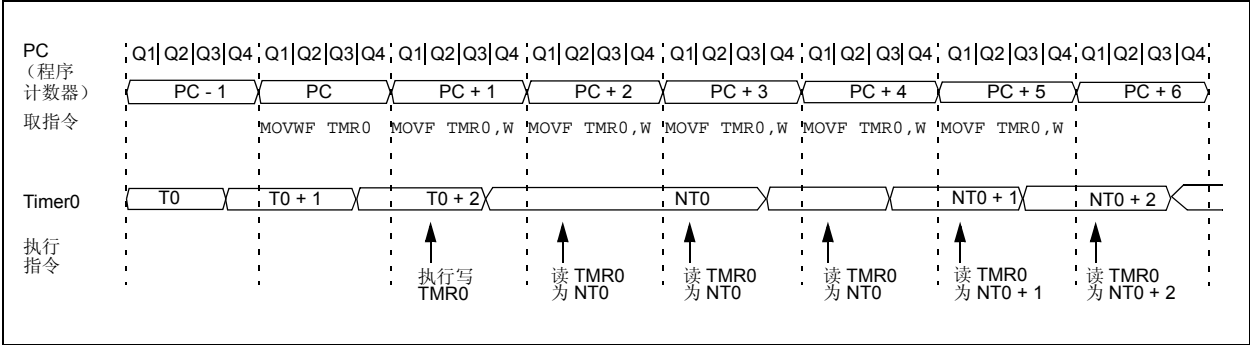 PC
（程序
计数器）
Q1 Q2 Q3 Q4 Q1 Q2 Q3 Q4 Q1 Q2 Q3 Q4 Q1 Q2 Q3 Q4 Q1 Q2 Q3 Q4 Q1 Q2 Q3 Q4 Q1 Q2 Q3 Q4 Q1 Q2 Q3 Q4
PC - 1 PC PC + 1 PC + 2 PC + 3 PC + 4 PC + 5 PC + 6
取指令
MOVWF TMR0 MOVF TMR0,W MOVF TMR0,W MOVF TMR0,W MOVF TMR0,W MOVF TMR0,W
Timer0
T0 T0 + 1 T0 + 2 NT0 NT0 + 1 NT0 + 2
执行
指令
执行写
TMR0
读 TMR0
为 NT0
读 TMR0
为 NT0
读 TMR0
为 NT0
读 TMR0
为 NT0 + 1
读 TMR0
为 NT0 + 2